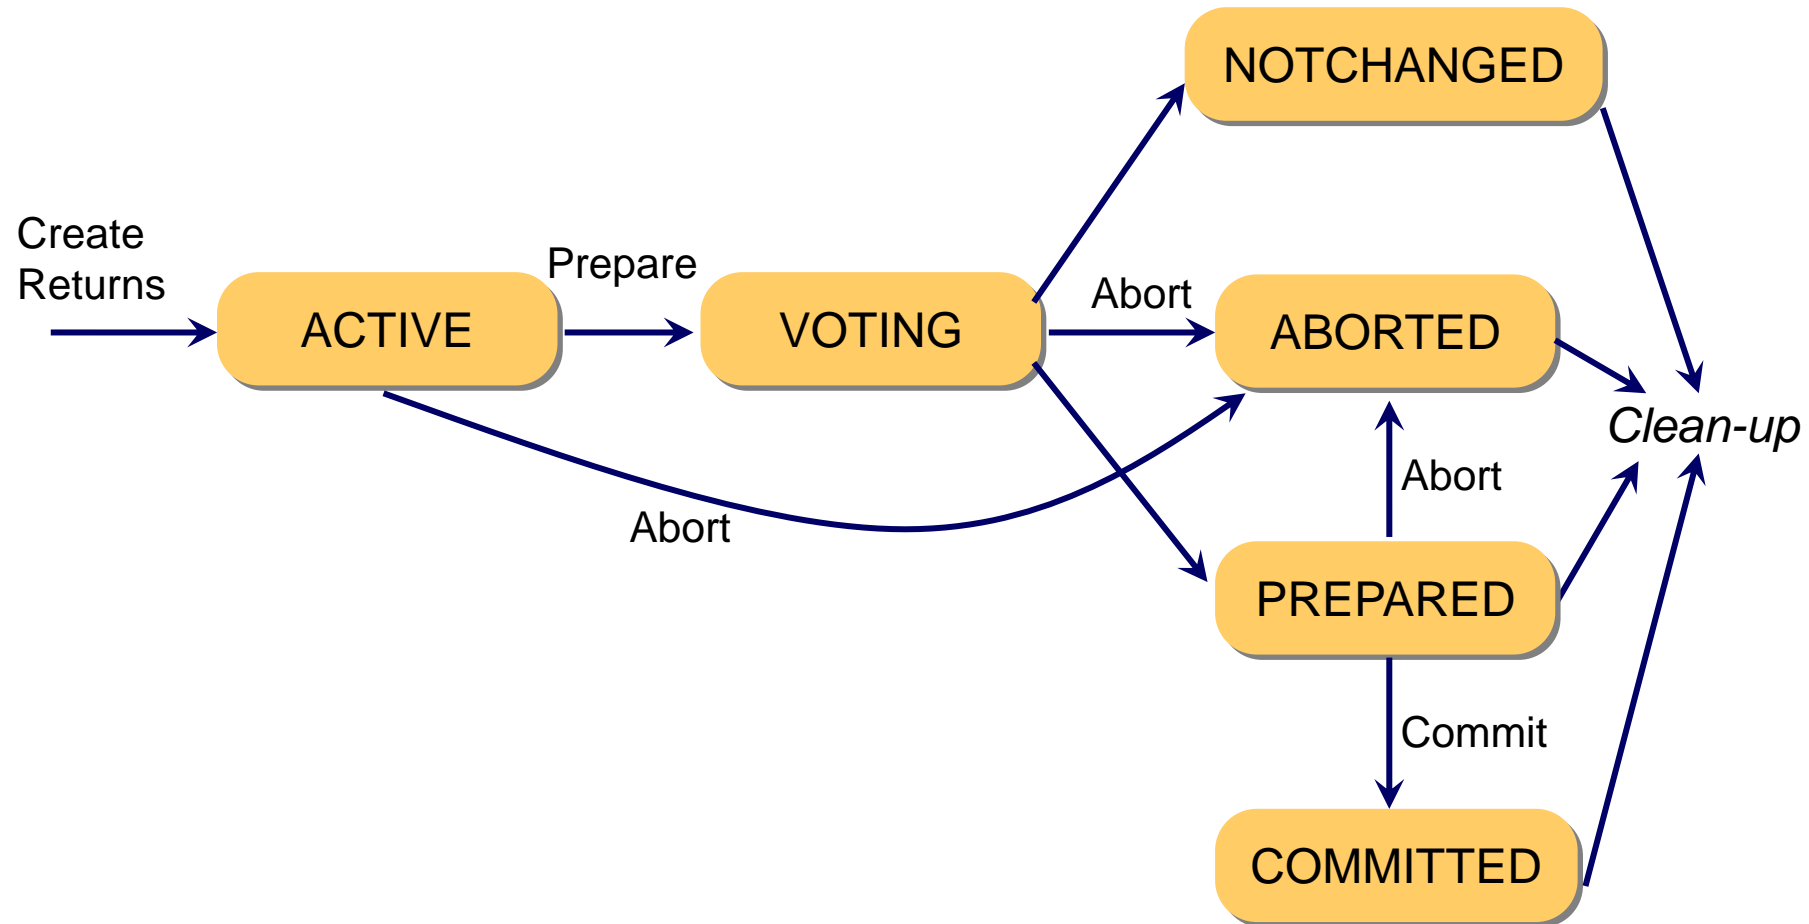 NOTCHANGED
Create
Returns
Prepare
ACTIVE
VOTING
Abort
ABORTED
Clean-up
Abort
Abort
PREPARED
Commit
COMMITTED